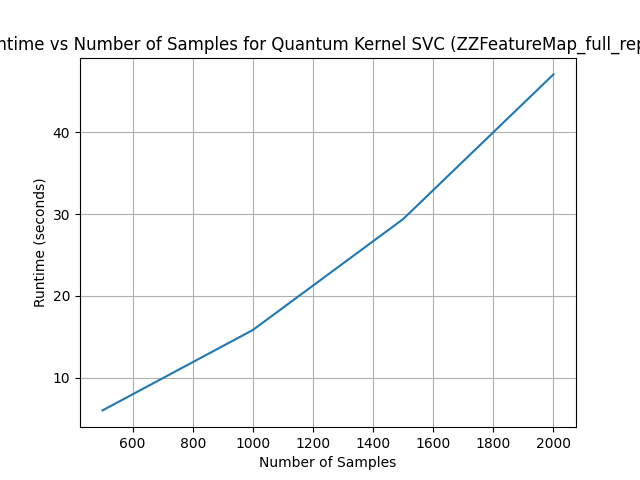 ntime vs Number of Samples for Quantum Kernel SVC (ZZFeatureMap_full_rep
40
30
20
10
Runtime (seconds)
600 800 1000 1200 1400 1600 1800 2000
Number of Samples